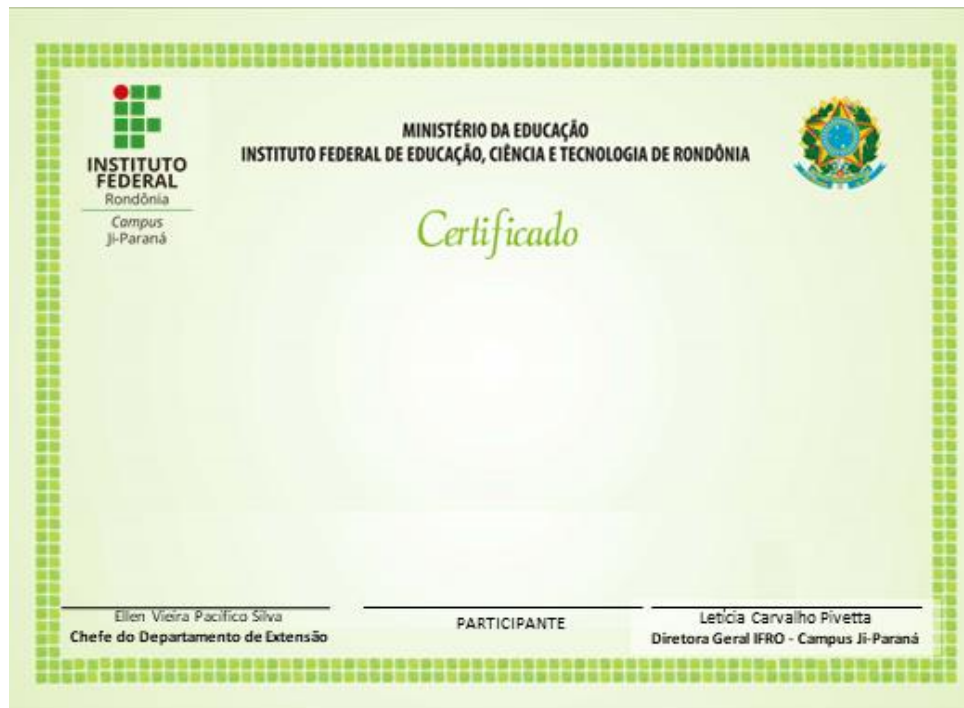 INSTITUTO
FEDERAL
Rondônia
Campus
Ji-Paraná
MINISTÉRIO DA EDUCAÇÃO
INSTITUTO FEDERAL DE EDUCAÇÃO, CIÊNCIA E TECNOLOGIA DE RONDÔNIA
Certificado
Ellen Vieira Pacífico Silva
Chefe do Departamento de Extensão
PARTICIPANTE
Letícia Carvalho Pivetta
Diretora Geral IFRO - Campus Ji-Paraná